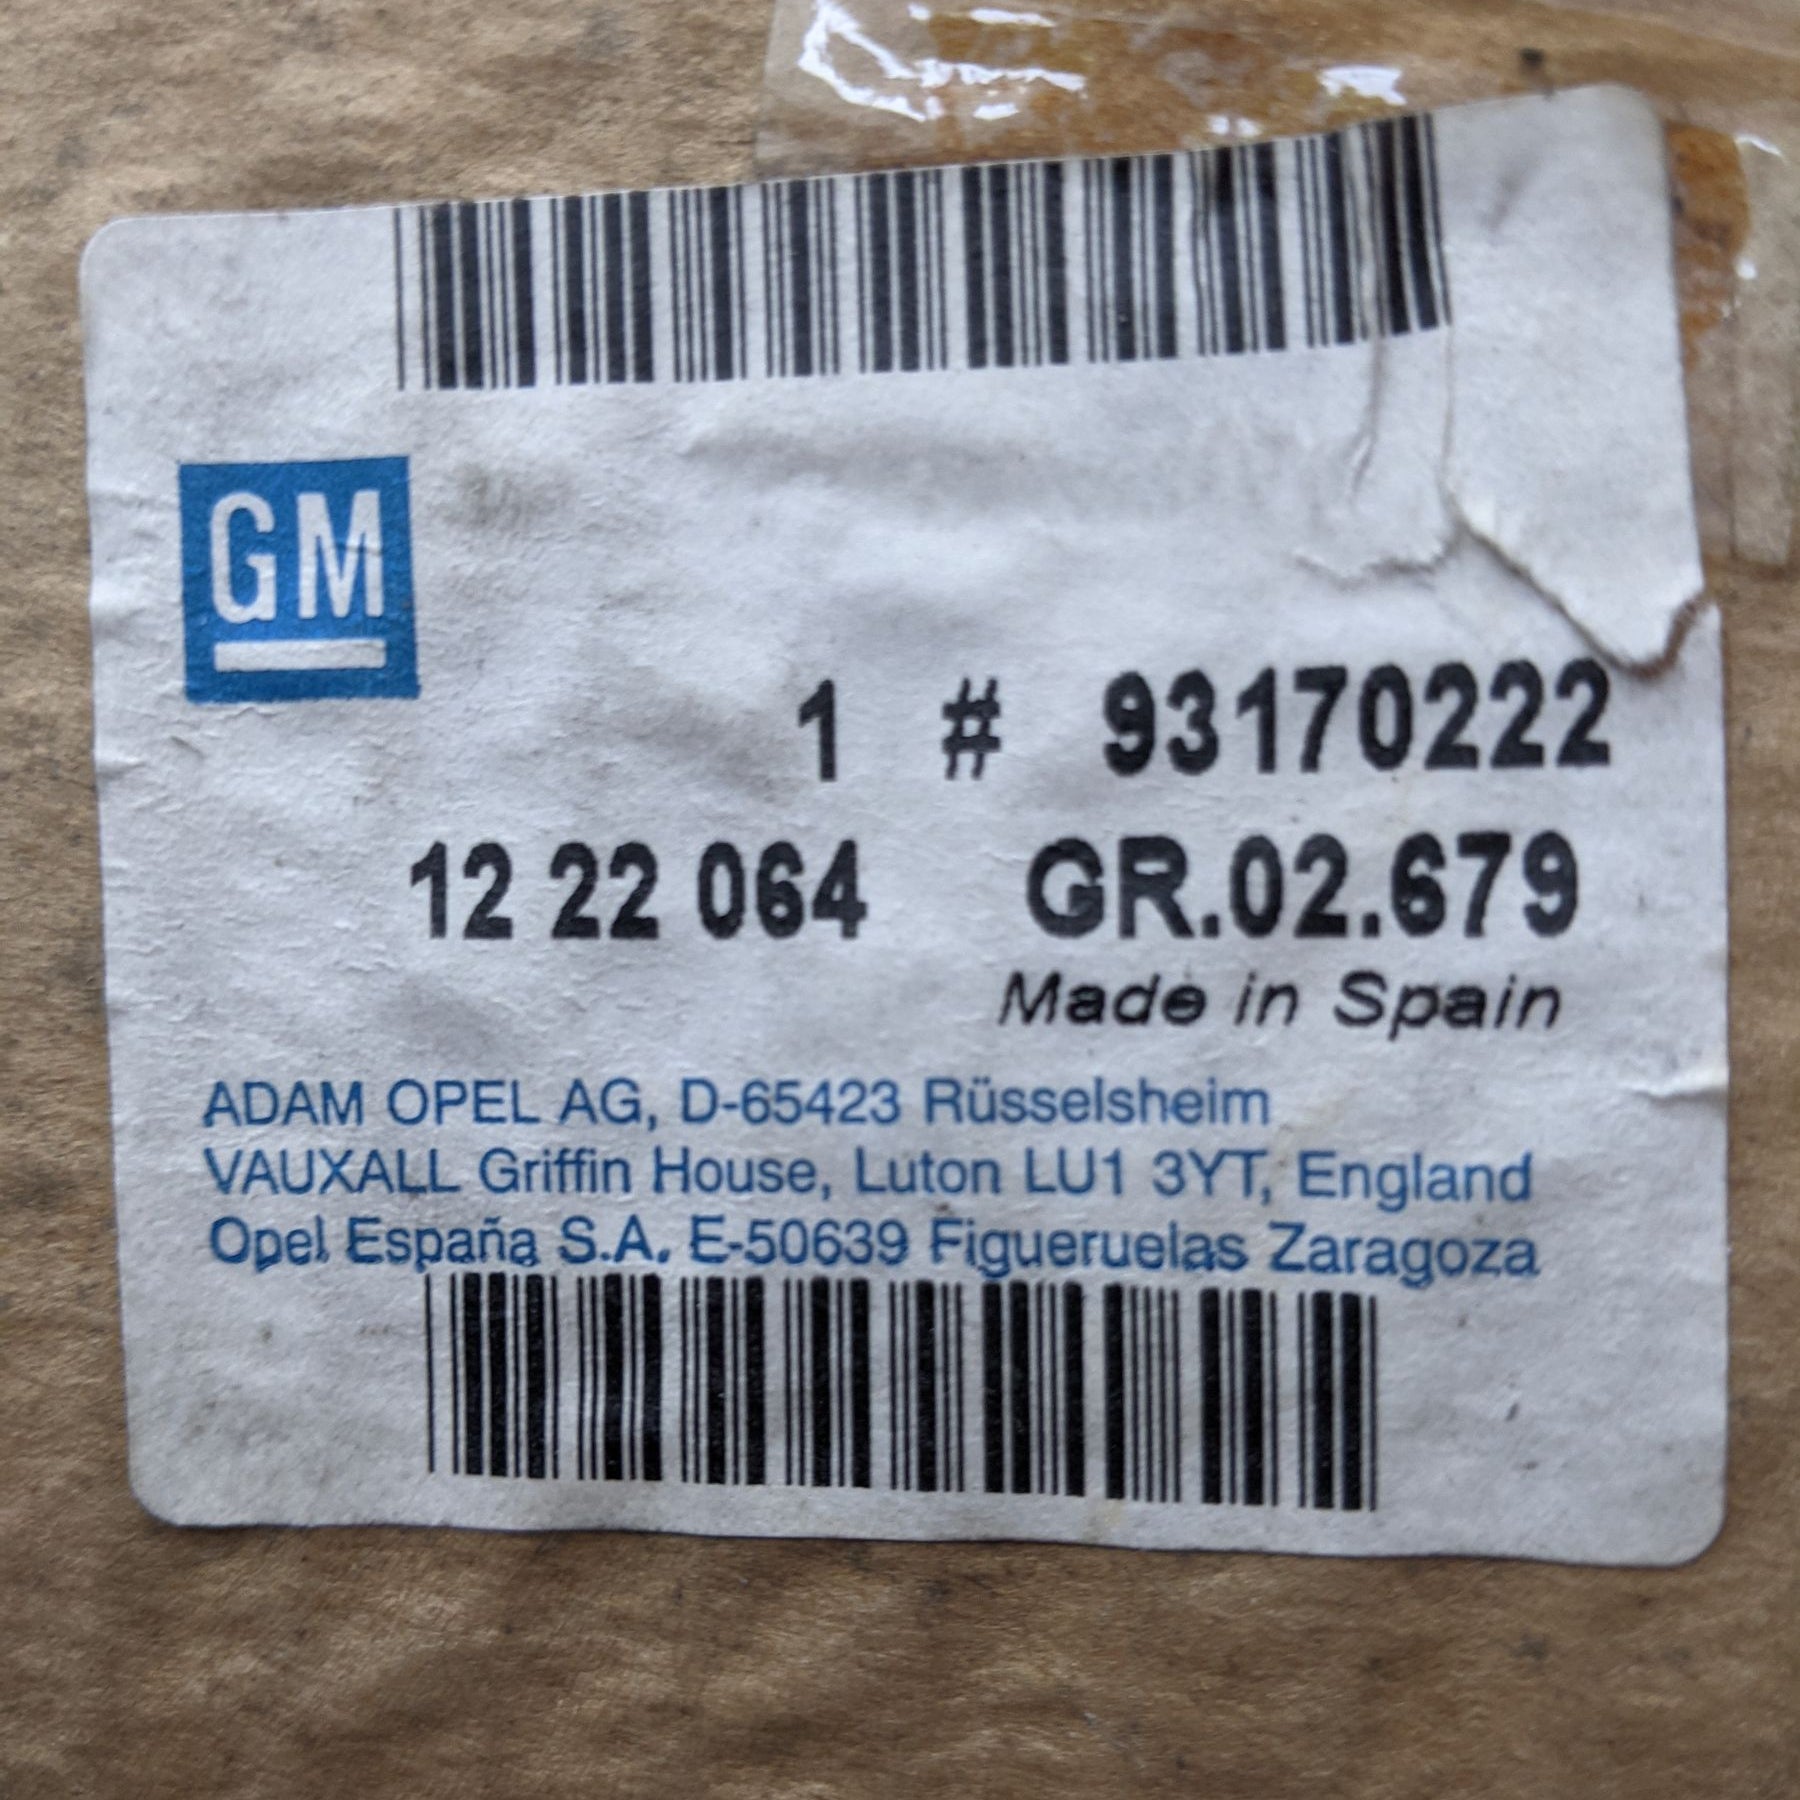 GM
1 # 93170222
12 22 064 GR.02.679
Made in Spain
ADAM OPEL AG, D-65423 Rüsselsheim
VAUXALL Griffin House, Luton LU1 3YT, England
Opel España S.A. E-50639 Figueruelas Zaragoza